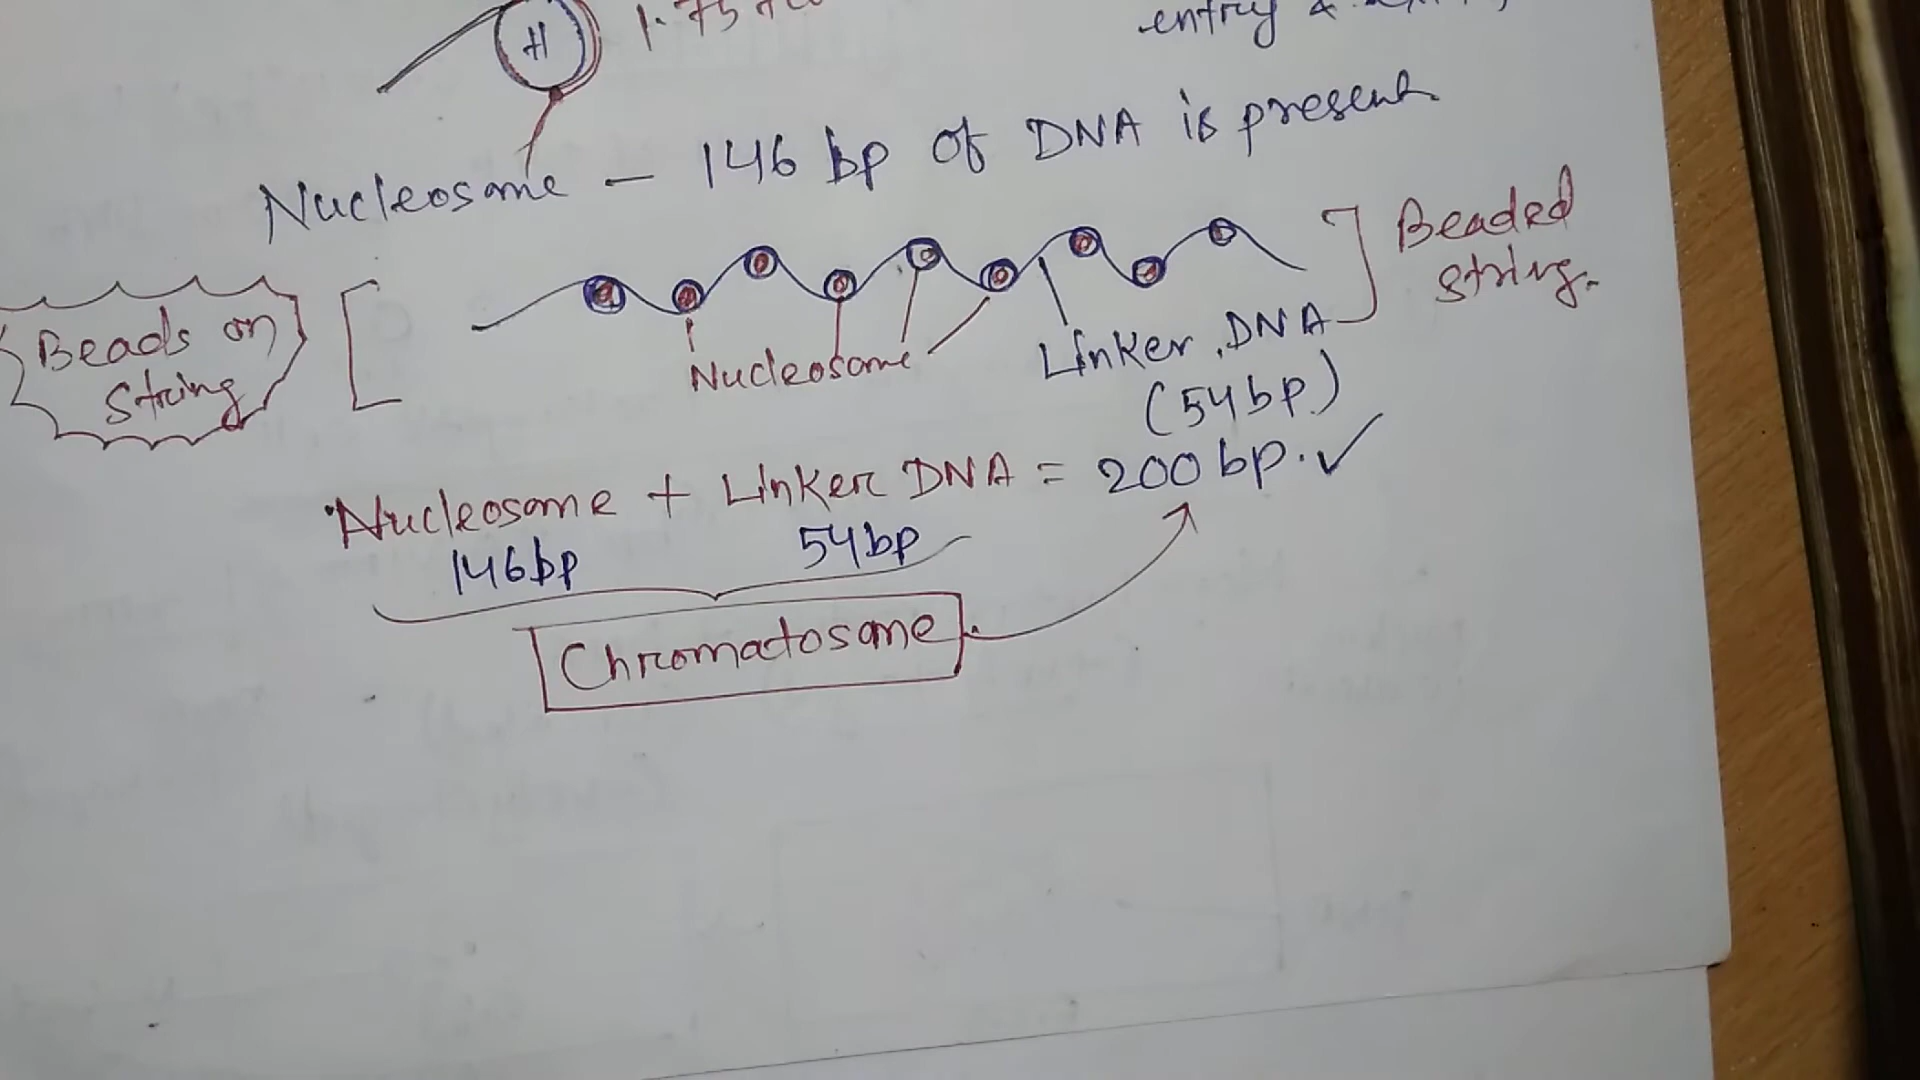 H
entry &
Nucleosome - 146 bp of DNA is present
Beads on
String
Beaded
string.
Nucleosome
Linker DNA
(54 bp.)
Nucleosome + Linker DNA = 200 bp. ✓
146bp 54bp
Chromatosome